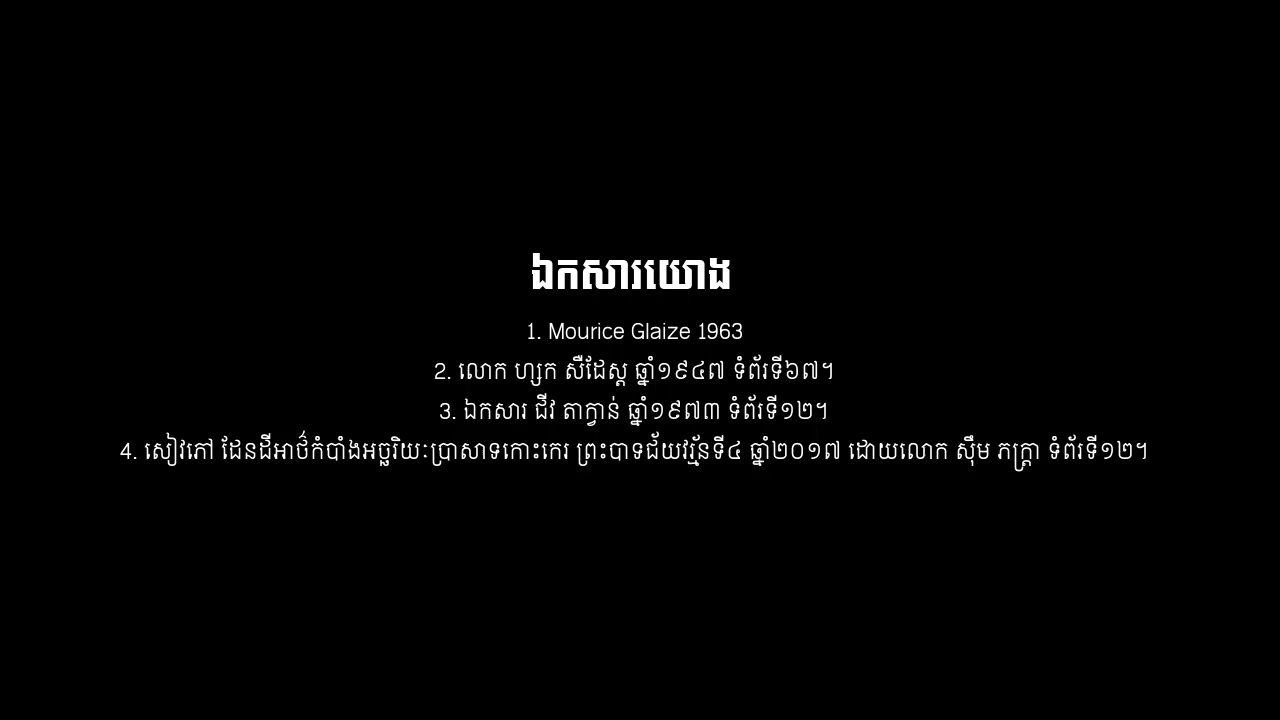 ឯកសារយោង
1. Mourice Glaize 1963
2. លោក ហ្សក សឺដែស្ត ឆ្នាំ១៩៤៧ ទំព័រទី៦៧។
3. ឯកសារ ជីវ តាក្វាន់ ឆ្នាំ១៩៧៣ ទំព័រទី១២។
4. សៀវភៅ ដែនដីអាថ៌កំបាំងអច្ឆរិយៈប្រាសាទកោះកេរ ព្រះបាទជ័យវរ្ម័នទី៤ ឆ្នាំ២០១៧ ដោយលោក ស៊ឹម ភក្ត្រា ទំព័រទី១២។